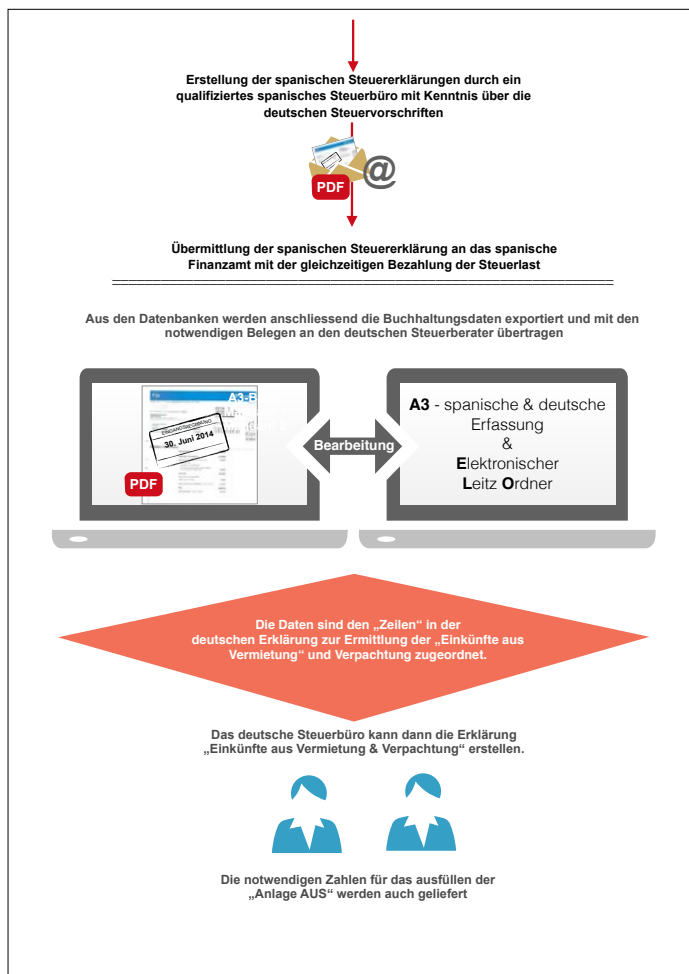 Erstellung der spanischen Steuererklärungen durch ein
qualifiziertes spanisches Steuerbüro mit Kenntnis über die
deutschen Steuervorschriften
@
PDF
Übermittlung der spanischen Steuererklärung an das spanische
Finanzamt mit der gleichzeitigen Bezahlung der Steuerlast
Aus den Datenbanken werden anschliessend die Buchhaltungsdaten exportiert und mit den
notwendigen Belegen an den deutschen Steuerberater übertragen
A3-B
EINGANGSRECHNUNG
30. Juni 2014
PDF
Bearbeitung
A3 - spanische & deutsche
Erfassung
&
Elektronischer
Leitz Ordner
Die Daten sind den „Zeilen“ in der
deutschen Erklärung zur Ermittlung der „Einkünfte aus
Vermietung“ und Verpachtung zugeordnet.
Das deutsche Steuerbüro kann dann die Erklärung
„Einkünfte aus Vermietung & Verpachtung“ erstellen.
Die notwendigen Zahlen für das ausfüllen der
„Anlage AUS“ werden auch geliefert